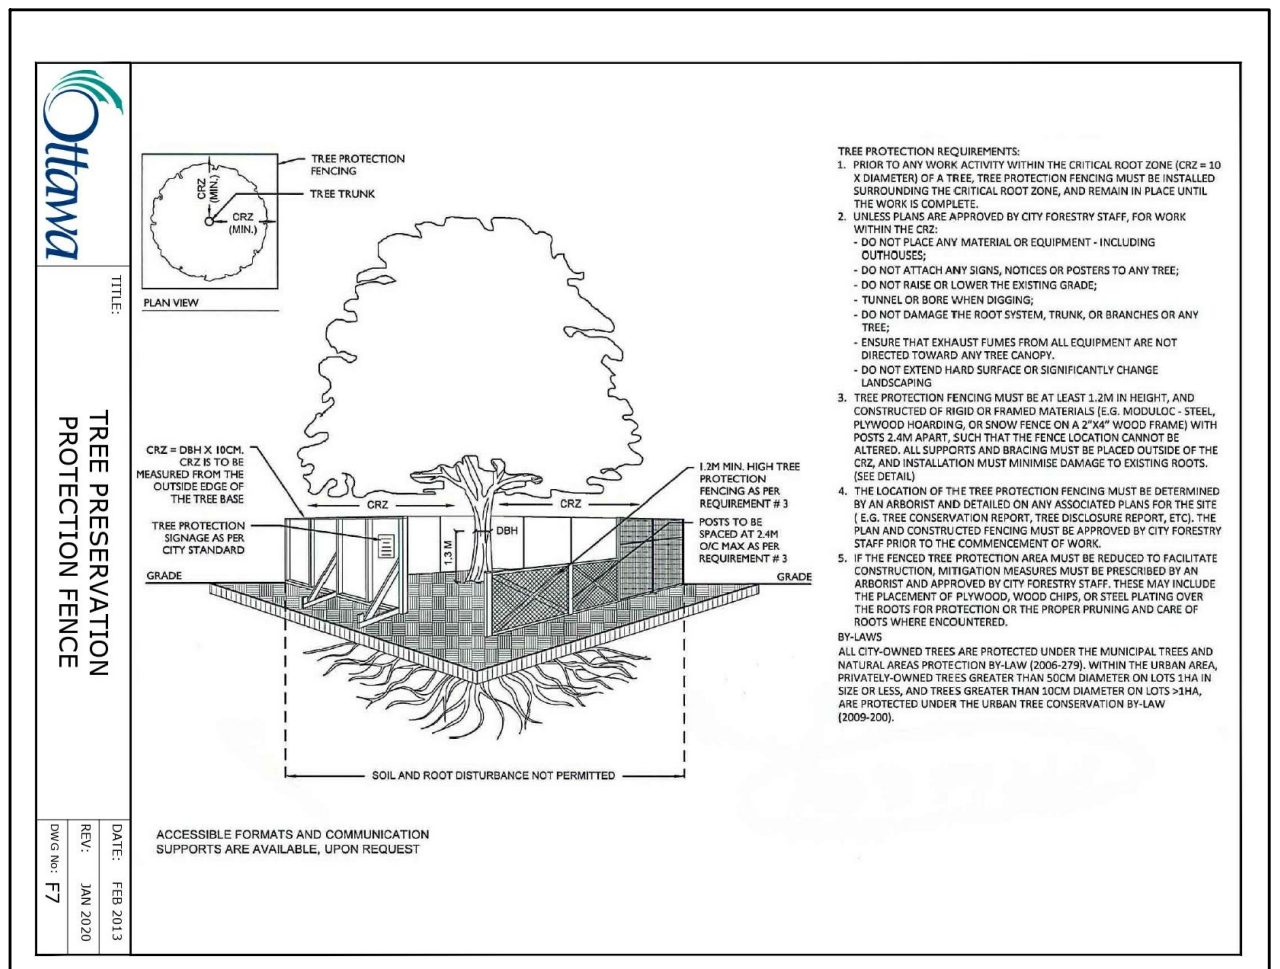 Ottawa
TITLE:
TREE PRESERVATION
PROTECTION FENCE
DATE: FEB 2013
REV: JAN 2020
DWG No: F7
TREE PROTECTION
FENCING
TREE TRUNK
CRZ
(MIN.)
CRZ
(MIN.)
PLAN VIEW
CRZ = DBH X 10CM.
CRZ IS TO BE
MEASURED FROM THE
OUTSIDE EDGE OF
THE TREE BASE
TREE PROTECTION
SIGNAGE AS PER
CITY STANDARD
GRADE
CRZ
CRZ
DBH
1.3 M
1.2M MIN. HIGH TREE
PROTECTION
FENCING AS PER
REQUIREMENT # 3
POSTS TO BE
SPACED AT 2.4M
O/C MAX AS PER
REQUIREMENT # 3
GRADE
SOIL AND ROOT DISTURBANCE NOT PERMITTED
ACCESSIBLE FORMATS AND COMMUNICATION
SUPPORTS ARE AVAILABLE, UPON REQUEST
TREE PROTECTION REQUIREMENTS:
1. PRIOR TO ANY WORK ACTIVITY WITHIN THE CRITICAL ROOT ZONE (CRZ = 10
X DIAMETER) OF A TREE, TREE PROTECTION FENCING MUST BE INSTALLED
SURROUNDING THE CRITICAL ROOT ZONE, AND REMAIN IN PLACE UNTIL
THE WORK IS COMPLETE.
2. UNLESS PLANS ARE APPROVED BY CITY FORESTRY STAFF, FOR WORK
WITHIN THE CRZ:
- DO NOT PLACE ANY MATERIAL OR EQUIPMENT - INCLUDING
OUTHOUSES;
- DO NOT ATTACH ANY SIGNS, NOTICES OR POSTERS TO ANY TREE;
- DO NOT RAISE OR LOWER THE EXISTING GRADE;
- TUNNEL OR BORE WHEN DIGGING;
- DO NOT DAMAGE THE ROOT SYSTEM, TRUNK, OR BRANCHES OR ANY
TREE;
- ENSURE THAT EXHAUST FUMES FROM ALL EQUIPMENT ARE NOT
DIRECTED TOWARD ANY TREE CANOPY.
- DO NOT EXTEND HARD SURFACE OR SIGNIFICANTLY CHANGE
LANDSCAPING
3. TREE PROTECTION FENCING MUST BE AT LEAST 1.2M IN HEIGHT, AND
CONSTRUCTED OF RIGID OR FRAMED MATERIALS (E.G. MODULOC - STEEL,
PLYWOOD HOARDING, OR SNOW FENCE ON A 2"X4" WOOD FRAME) WITH
POSTS 2.4M APART, SUCH THAT THE FENCE LOCATION CANNOT BE
ALTERED. ALL SUPPORTS AND BRACING MUST BE PLACED OUTSIDE OF THE
CRZ, AND INSTALLATION MUST MINIMISE DAMAGE TO EXISTING ROOTS.
(SEE DETAIL)
4. THE LOCATION OF THE TREE PROTECTION FENCING MUST BE DETERMINED
BY AN ARBORIST AND DETAILED ON ANY ASSOCIATED PLANS FOR THE SITE
( E.G. TREE CONSERVATION REPORT, TREE DISCLOSURE REPORT, ETC). THE
PLAN AND CONSTRUCTED FENCING MUST BE APPROVED BY CITY FORESTRY
STAFF PRIOR TO THE COMMENCEMENT OF WORK.
5. IF THE FENCED TREE PROTECTION AREA MUST BE REDUCED TO FACILITATE
CONSTRUCTION, MITIGATION MEASURES MUST BE PRESCRIBED BY AN
ARBORIST AND APPROVED BY CITY FORESTRY STAFF. THESE MAY INCLUDE
THE PLACEMENT OF PLYWOOD, WOOD CHIPS, OR STEEL PLATING OVER
THE ROOTS FOR PROTECTION OR THE PROPER PRUNING AND CARE OF
ROOTS WHERE ENCOUNTERED.
BY-LAWS
ALL CITY-OWNED TREES ARE PROTECTED UNDER THE MUNICIPAL TREES AND
NATURAL AREAS PROTECTION BY-LAW (2006-279). WITHIN THE URBAN AREA,
PRIVATELY-OWNED TREES GREATER THAN 50CM DIAMETER ON LOTS 1HA IN
SIZE OR LESS, AND TREES GREATER THAN 10CM DIAMETER ON LOTS >1HA,
ARE PROTECTED UNDER THE URBAN TREE CONSERVATION BY-LAW
(2009-200).